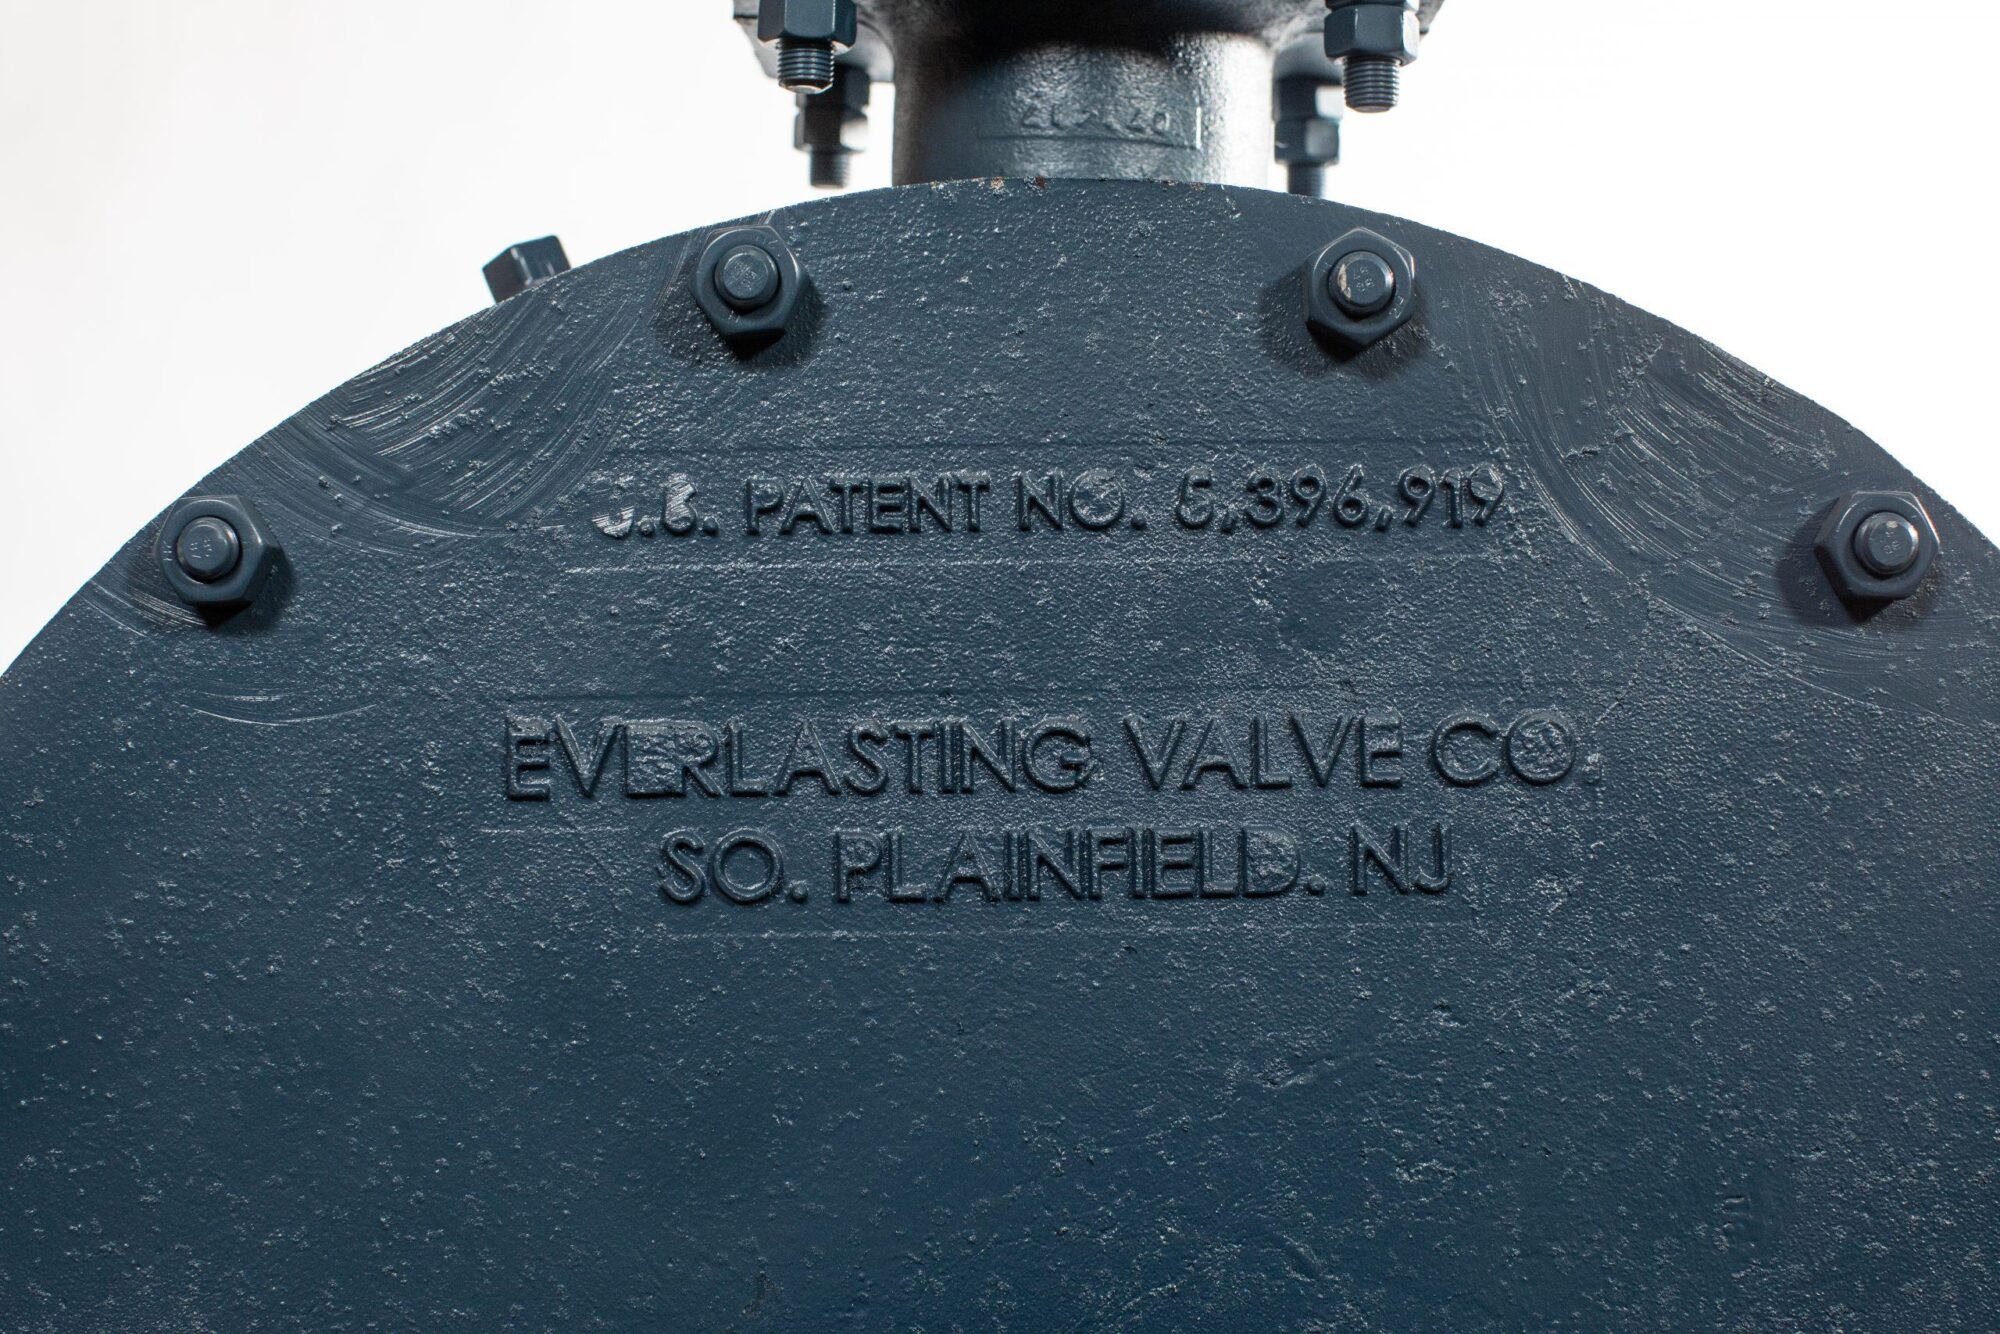 U.S. PATENT NO. 5,396,919
EVERLASTING VALVE CO.
SO. PLAINFIELD. NJ